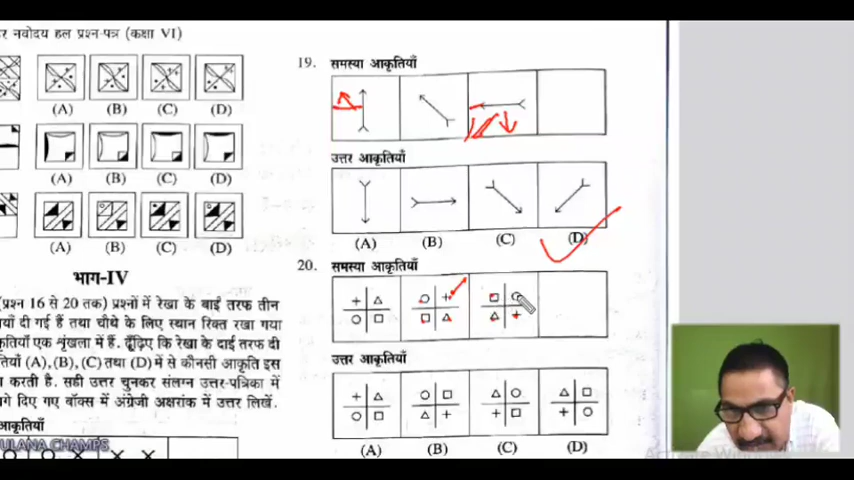 नवोदय हल प्रश्न-पत्र (कक्षा VI)
(A) (B) (C) (D)
(A) (B) (C) (D)
(A) (B) (C) (D)
भाग-IV
(प्रश्न 16 से 20 तक) प्रश्नों में रेखा के बाईं तरफ तीन
दी गई हैं तथा चौथे के लिए स्थान रिक्त रखा गया
एक शृंखला में हैं. ढूँढ़िए कि रेखा के दाईं तरफ दी
(A), (B), (C) तथा (D) में से कौनसी आकृति इस
करती है. सही उत्तर चुनकर संलग्न उत्तर-पत्रिका में
दिए गए बॉक्स में अंग्रेजी अक्षरांक में उत्तर लिखें.
19. समस्या आकृतियाँ
उत्तर आकृतियाँ
(A) (B) (C) (D)
20. समस्या आकृतियाँ
उत्तर आकृतियाँ
(A) (B) (C) (D)
CHAMPS